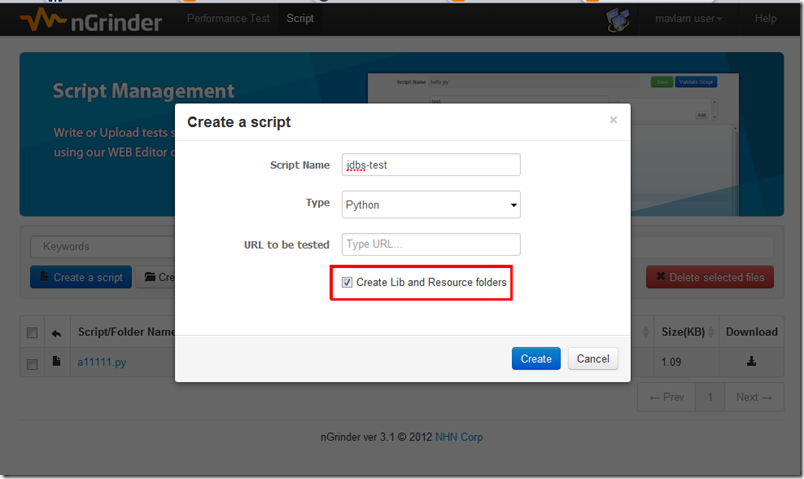 nGrinder Performance Test Script mavlarn user Help
Script Management
Script Name hello.py Save Validate Script
Write or Upload tests s
using our WEB Editor o
Create a script ×
Script Name jdbs-test
Type Python
URL to be tested Type URL...
Create Lib and Resource folders
Create Cancel
Keywords
Create a script Cre Delete selected files
Script/Folder Name Size(KB) Download
a11111.py 1.09
← Prev 1 Next →
nGrinder ver 3.1 © 2012 NHN Corp